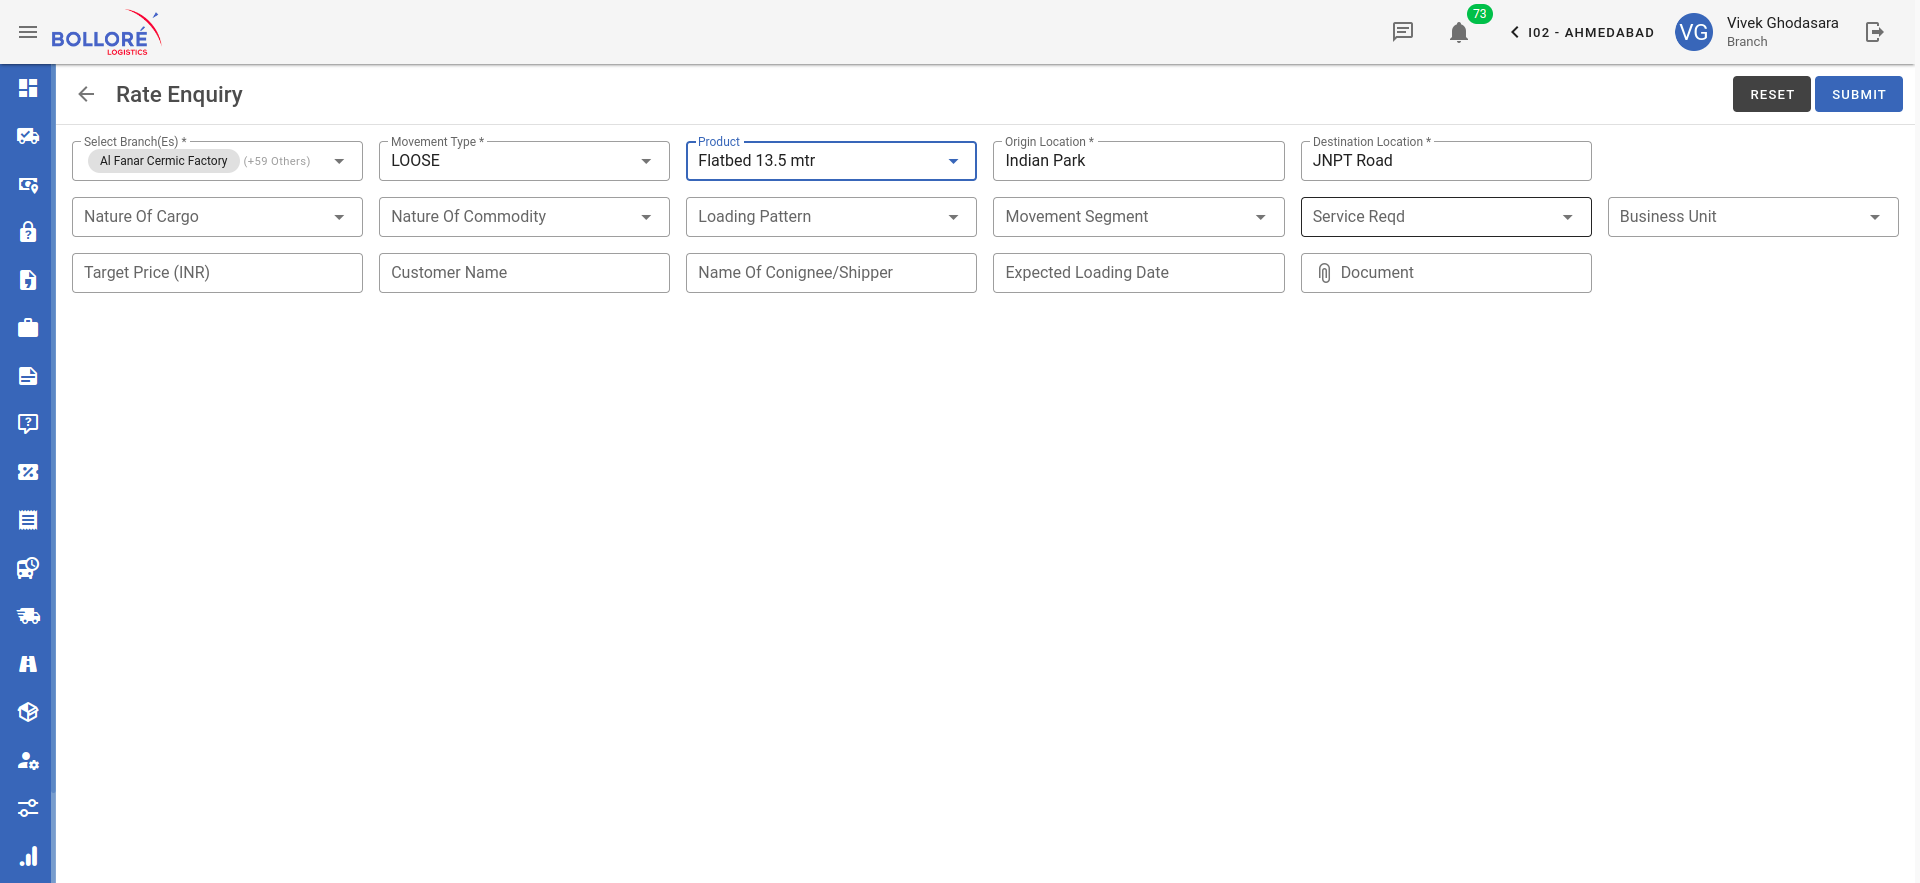 BOLLORÉ
LOGISTICS
73
I02 - AHMEDABAD
VG
Vivek Ghodasara
Branch
Rate Enquiry
RESET
SUBMIT
Select Branch(Es) *
Al Fanar Cermic Factory (+59 Others)
Movement Type *
LOOSE
Product
Flatbed 13.5 mtr
Origin Location *
Indian Park
Destination Location *
JNPT Road
Nature Of Cargo
Nature Of Commodity
Loading Pattern
Movement Segment
Service Reqd
Business Unit
Target Price (INR)
Customer Name
Name Of Conignee/Shipper
Expected Loading Date
Document